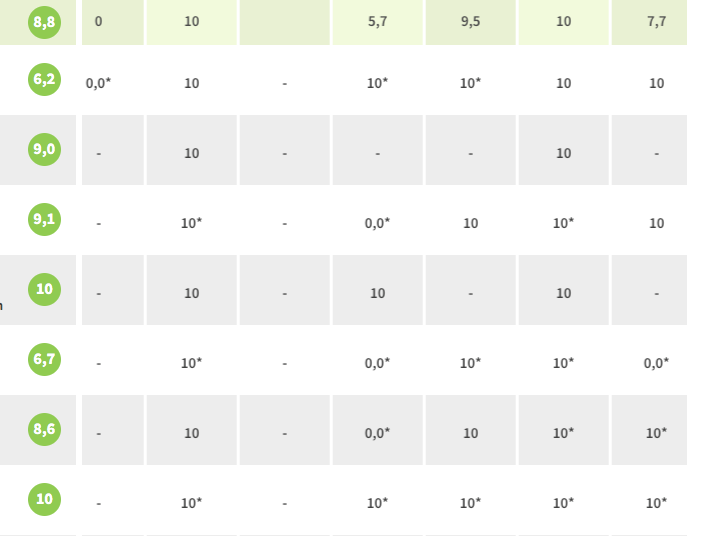 8,8 0 10 5,7 9,5 10 7,7
6,2 0,0* 10 - 10* 10* 10 10
9,0 - 10 - - - 10 -
9,1 - 10* - 0,0* 10 10* 10
10 - 10 - 10 - 10 -
6,7 - 10* - 0,0* 10* 10* 0,0*
8,6 - 10 - 0,0* 10 10* 10*
10 - 10* - 10* 10* 10* 10*